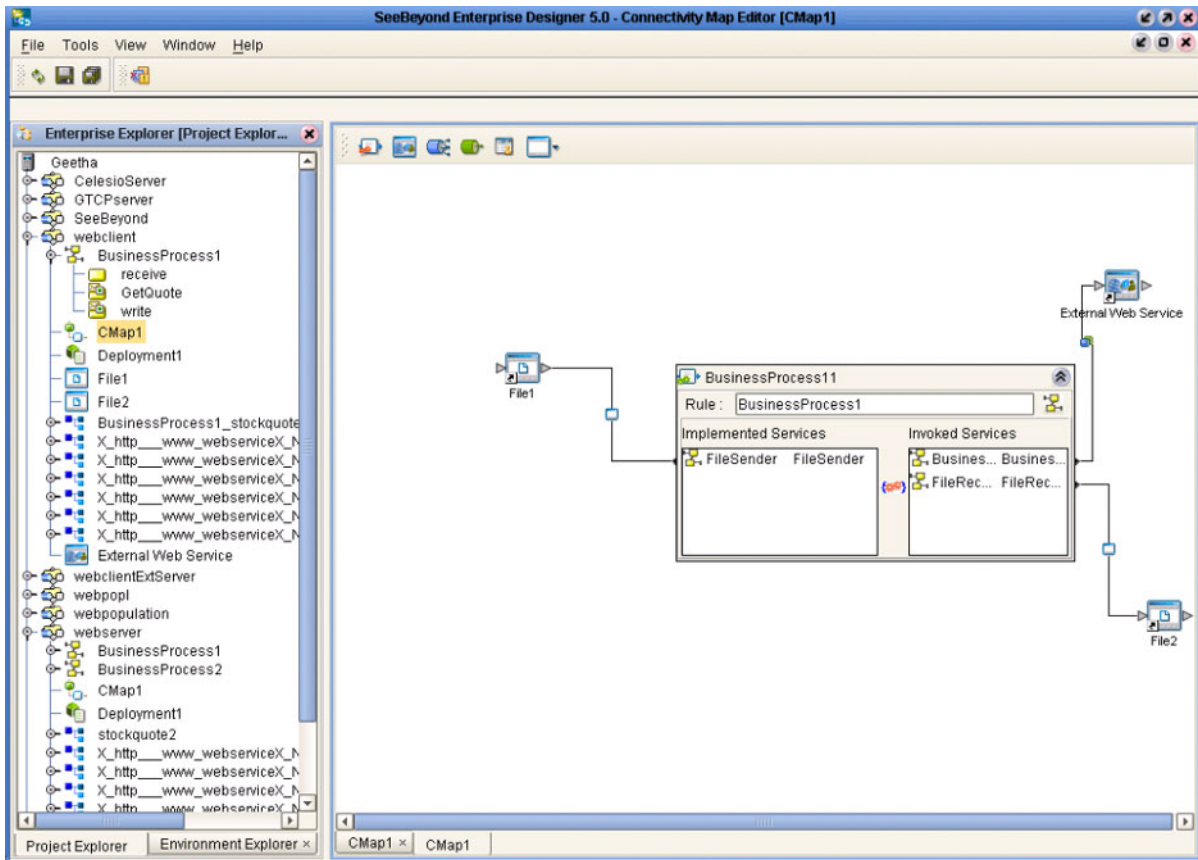 SeeBeyond Enterprise Designer 5.0 - Connectivity Map Editor [CMap1]
File Tools View Window Help
Enterprise Explorer [Project Explor...
Geetha
CelesioServer
GTCPserver
SeeBeyond
webclient
BusinessProcess1
receive
GetQuote
write
CMap1
Deployment1
File1
File2
BusinessProcess1_stockquote
X_http___www_webserviceX_N
X_http___www_webserviceX_N
X_http___www_webserviceX_N
X_http___www_webserviceX_N
X_http___www_webserviceX_N
X_http___www_webserviceX_N
External Web Service
webclientExtServer
webpopl
webpopulation
webserver
BusinessProcess1
BusinessProcess2
CMap1
Deployment1
stockquote2
X_http___www_webserviceX_N
X_http___www_webserviceX_N
X_http___www_webserviceX_N
X_http___www_webserviceX_N
Project Explorer
Environment Explorer
External Web Service
File1
BusinessProcess11
Rule : BusinessProcess1
Implemented Services Invoked Services
FileSender FileSender Busines... Busines...
FileRec... FileRec...
File2
CMap1
CMap1